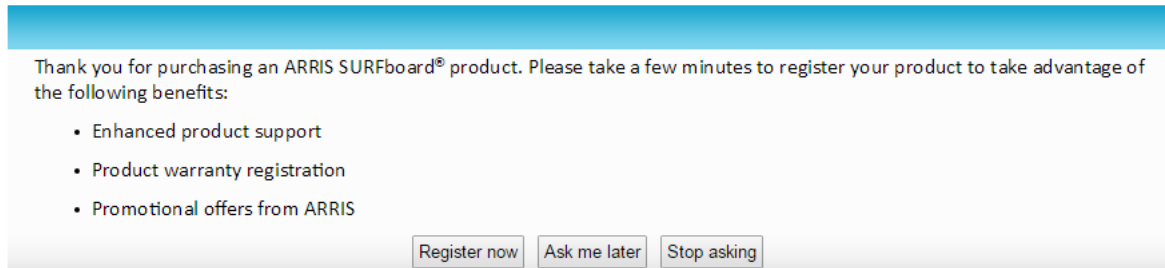 Thank you for purchasing an ARRIS SURFboard® product. Please take a few minutes to register your product to take advantage of
the following benefits:
• Enhanced product support
• Product warranty registration
• Promotional offers from ARRIS
Register now Ask me later Stop asking